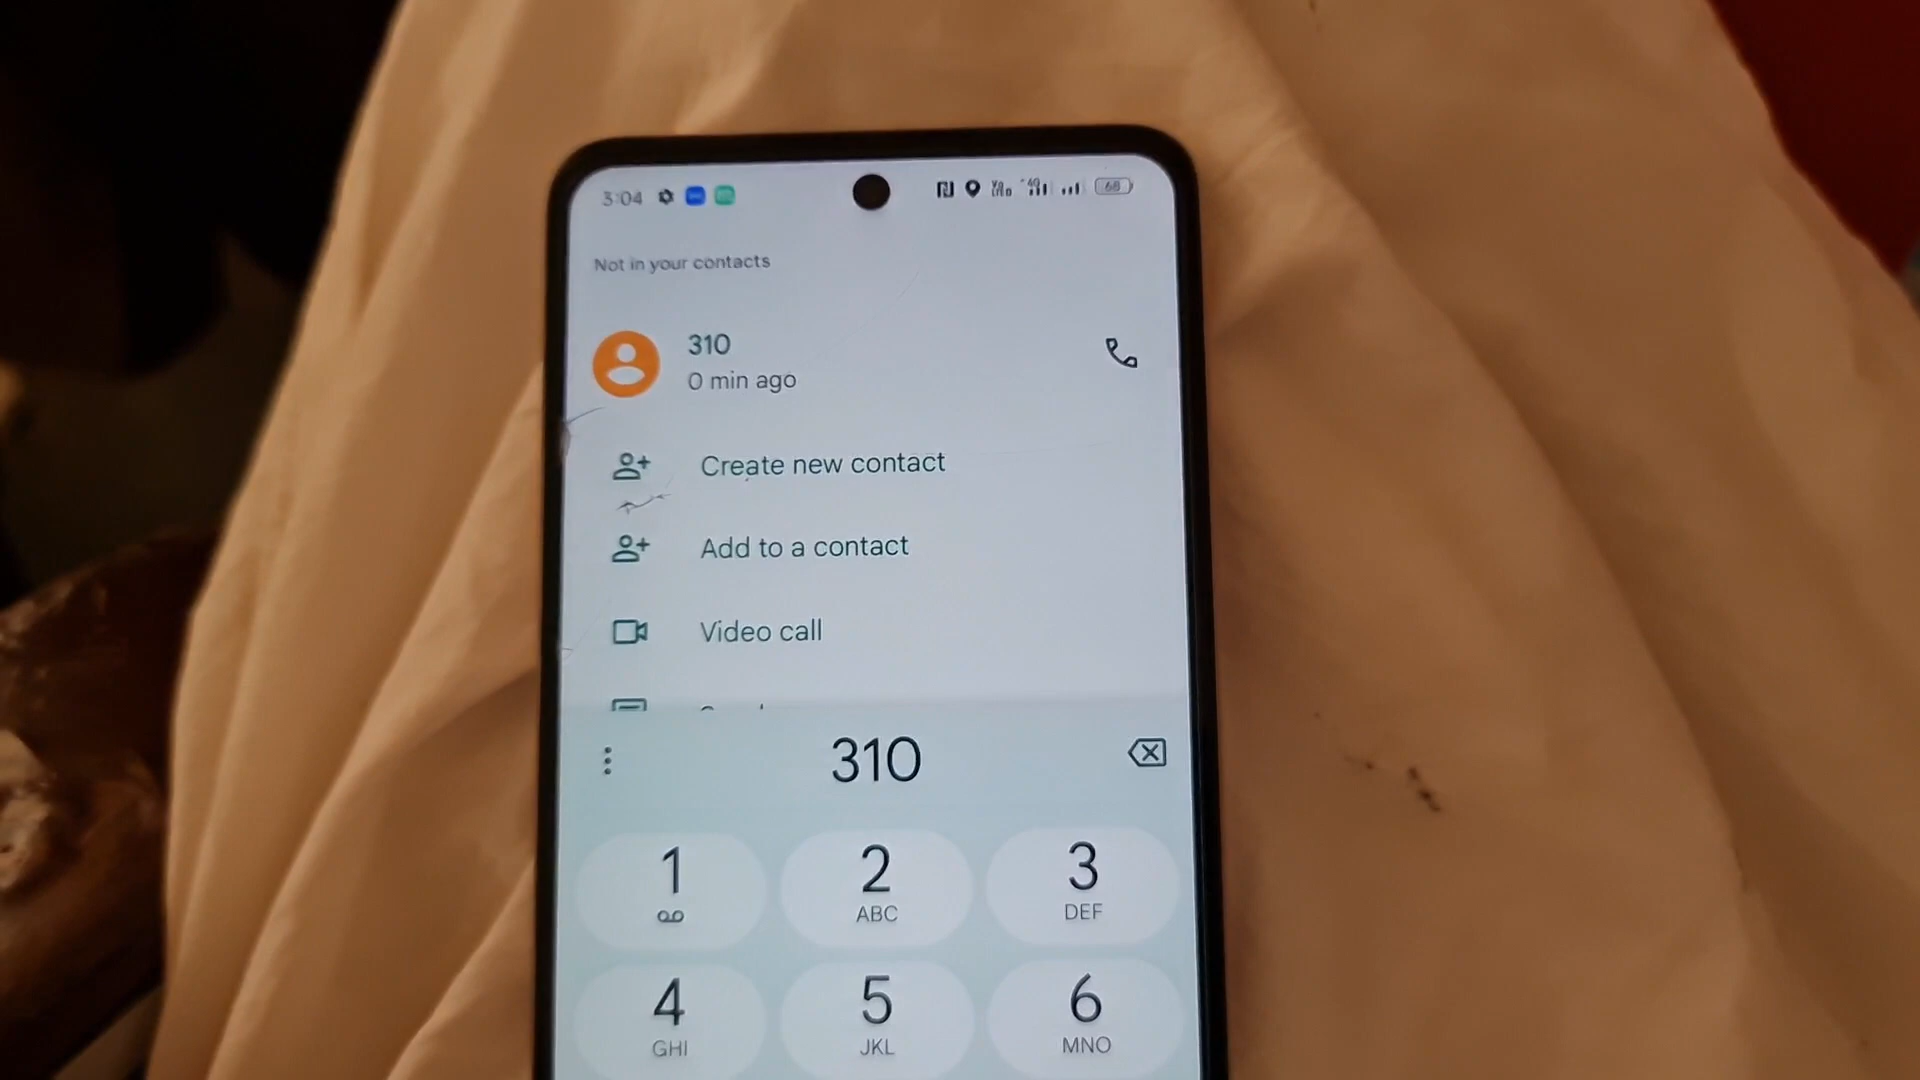 3:04
68
Not in your contacts
310
0 min ago
Create new contact
Add to a contact
Video call
310
1
2
ABC
3
DEF
4
GHI
5
JKL
6
MNO